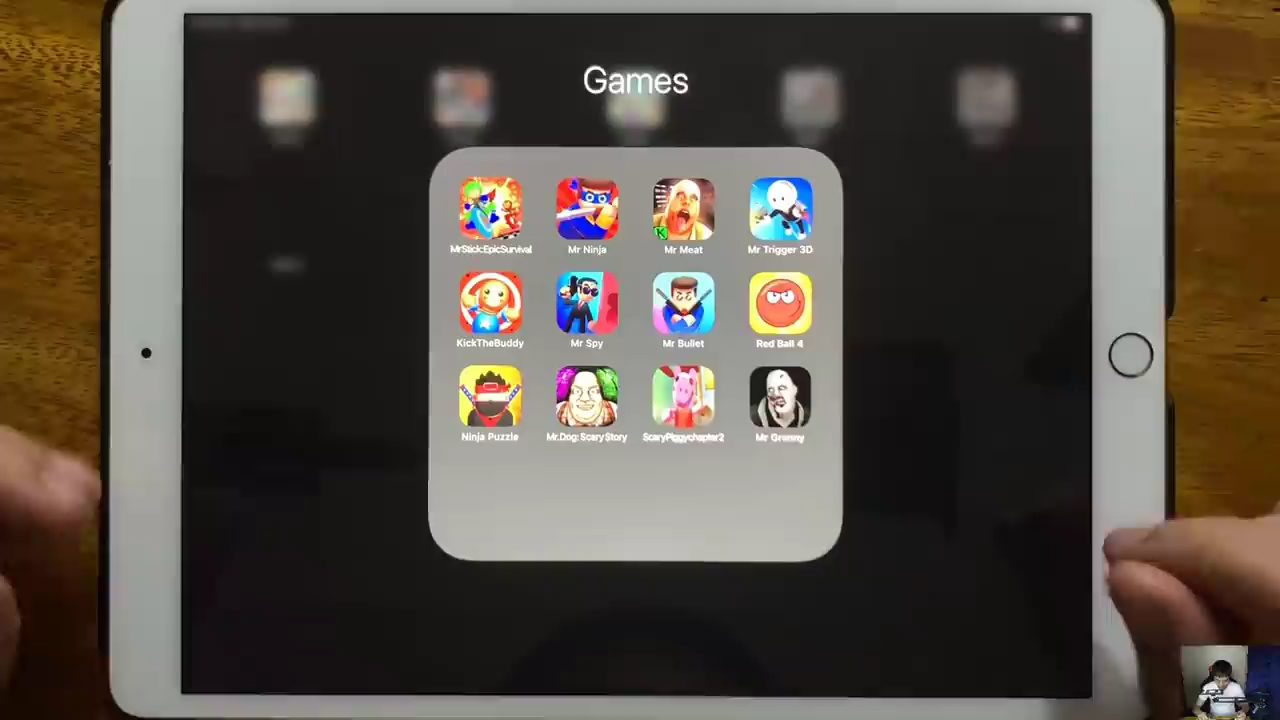 Games
MrStick:EpicSurvival
Mr Ninja
Mr Meat
Mr Trigger 3D
KickTheBuddy
Mr Spy
Mr Bullet
Red Ball 4
Ninja Puzzle
Mr.Dog: Scary Story
ScaryPiggychapter2
Mr Granny